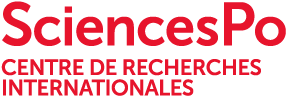 SciencesPo
CENTRE DE RECHERCHES
INTERNATIONALES